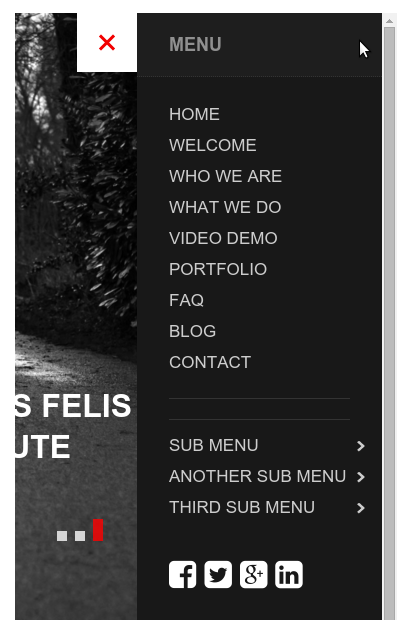 MENU
HOME
WELCOME
WHO WE ARE
WHAT WE DO
VIDEO DEMO
PORTFOLIO
FAQ
BLOG
CONTACT
S FELIS
UTE
SUB MENU
ANOTHER SUB MENU
THIRD SUB MENU